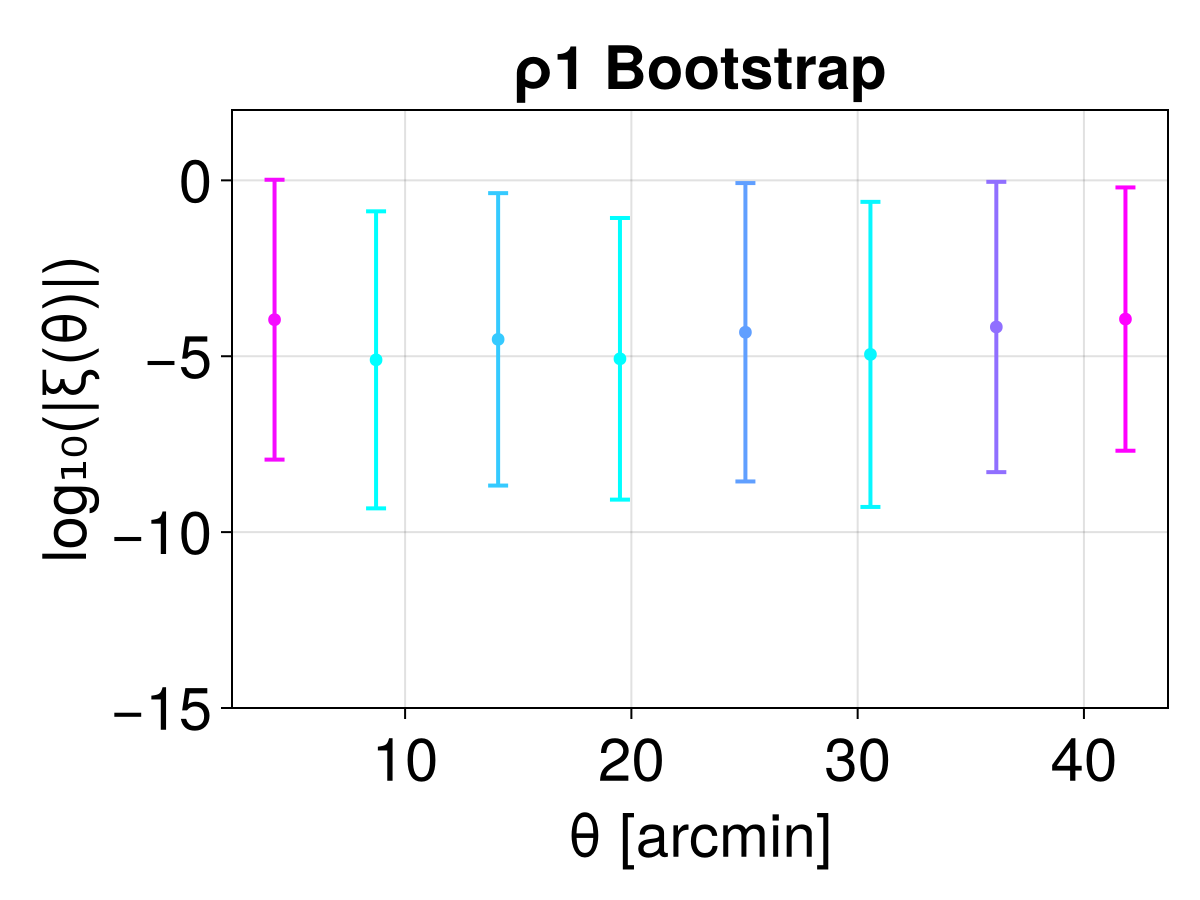 ρ1 Bootstrap
log₁₀(|ξ(θ)|)
0
−5
−10
−15
10 20 30 40
θ [arcmin]